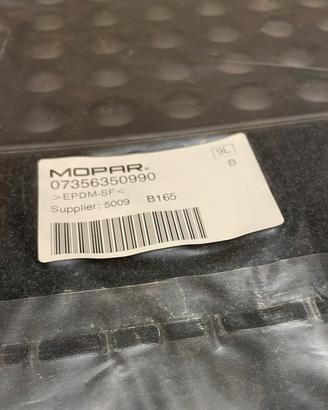 MOPAR®
9L
07356350990
B
>EPDM-SF<
Supplier: 5009 B165